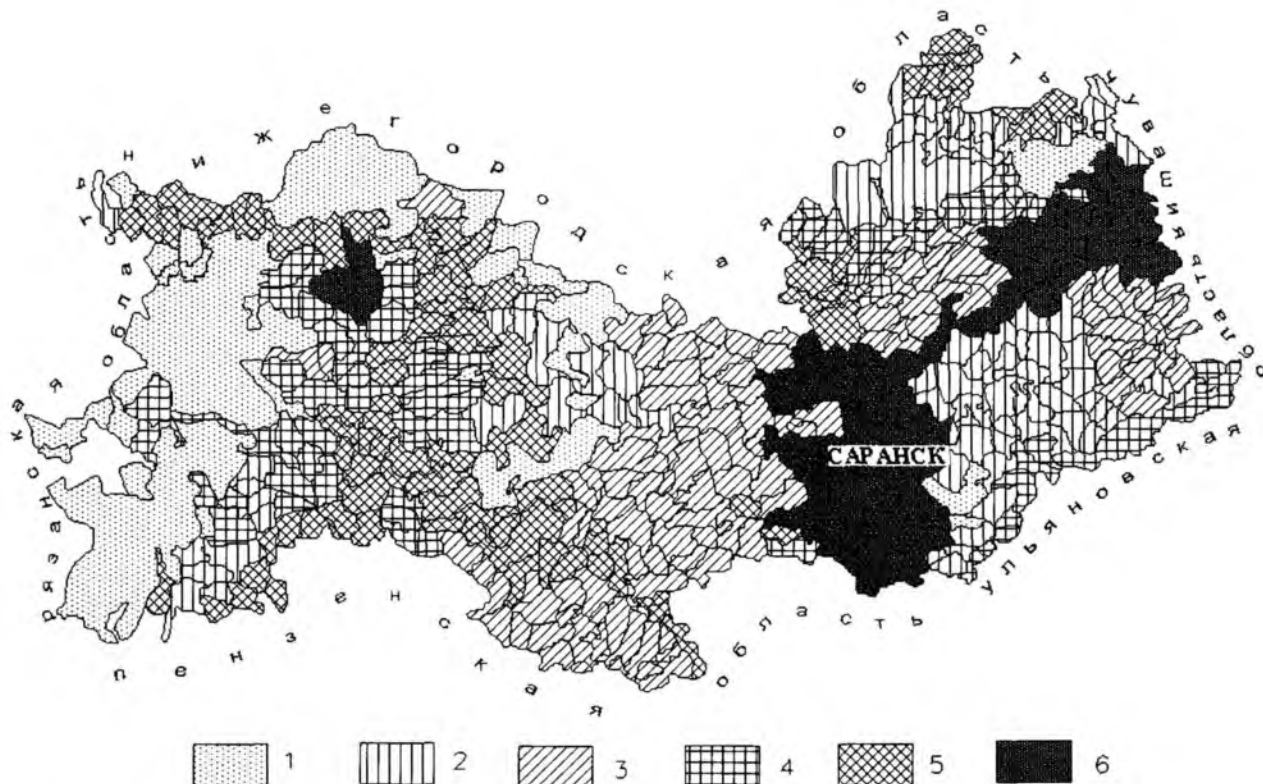 нижегородская область
чувашия
рязанская область
САРАНСК
ульяновская область
пензенская область
1 2 3 4 5 6